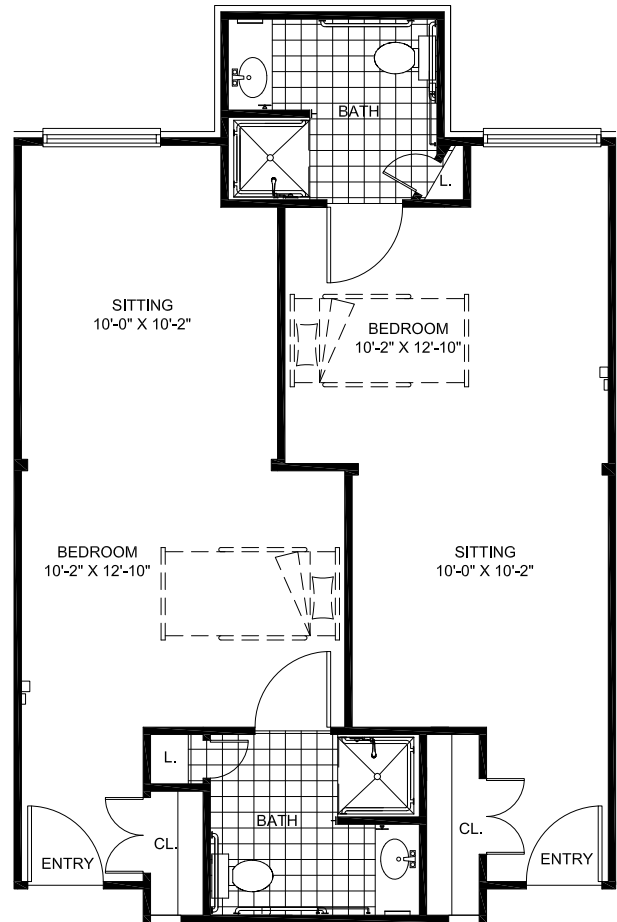 BATH
L.
SITTING
10'-0" X 10'-2"
BEDROOM
10'-2" X 12'-10"
BEDROOM
10'-2" X 12'-10"
SITTING
10'-0" X 10'-2"
L.
BATH
CL.
CL.
ENTRY
ENTRY